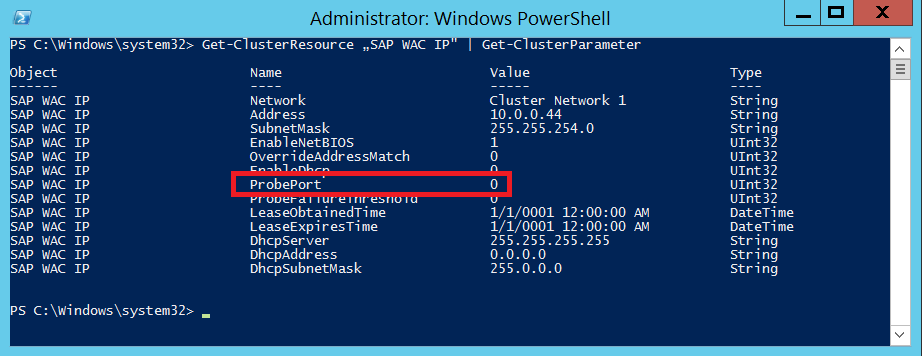 Administrator: Windows PowerShell
PS C:\Windows\system32> Get-ClusterResource „SAP WAC IP" | Get-ClusterParameter
Object Name Value Type
------ ---- ----- ----
SAP WAC IP Network Cluster Network 1 String
SAP WAC IP Address 10.0.0.44 String
SAP WAC IP SubnetMask 255.255.254.0 String
SAP WAC IP EnableNetBIOS 1 UInt32
SAP WAC IP OverrideAddressMatch 0 UInt32
SAP WAC IP EnableDhcp 0 UInt32
SAP WAC IP ProbePort 0 UInt32
SAP WAC IP ProbeFailureThreshold 0 UInt32
SAP WAC IP LeaseObtainedTime 1/1/0001 12:00:00 AM DateTime
SAP WAC IP LeaseExpiresTime 1/1/0001 12:00:00 AM DateTime
SAP WAC IP DhcpServer 255.255.255.255 String
SAP WAC IP DhcpAddress 0.0.0.0 String
SAP WAC IP DhcpSubnetMask 255.0.0.0 String
PS C:\Windows\system32> _